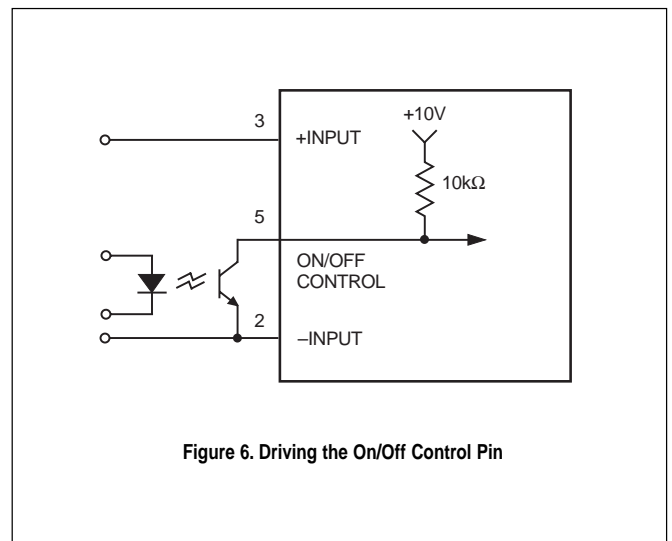 +10V
3
+INPUT
10kΩ
5
ON/OFF
CONTROL
2
–INPUT
Figure 6. Driving the On/Off Control Pin